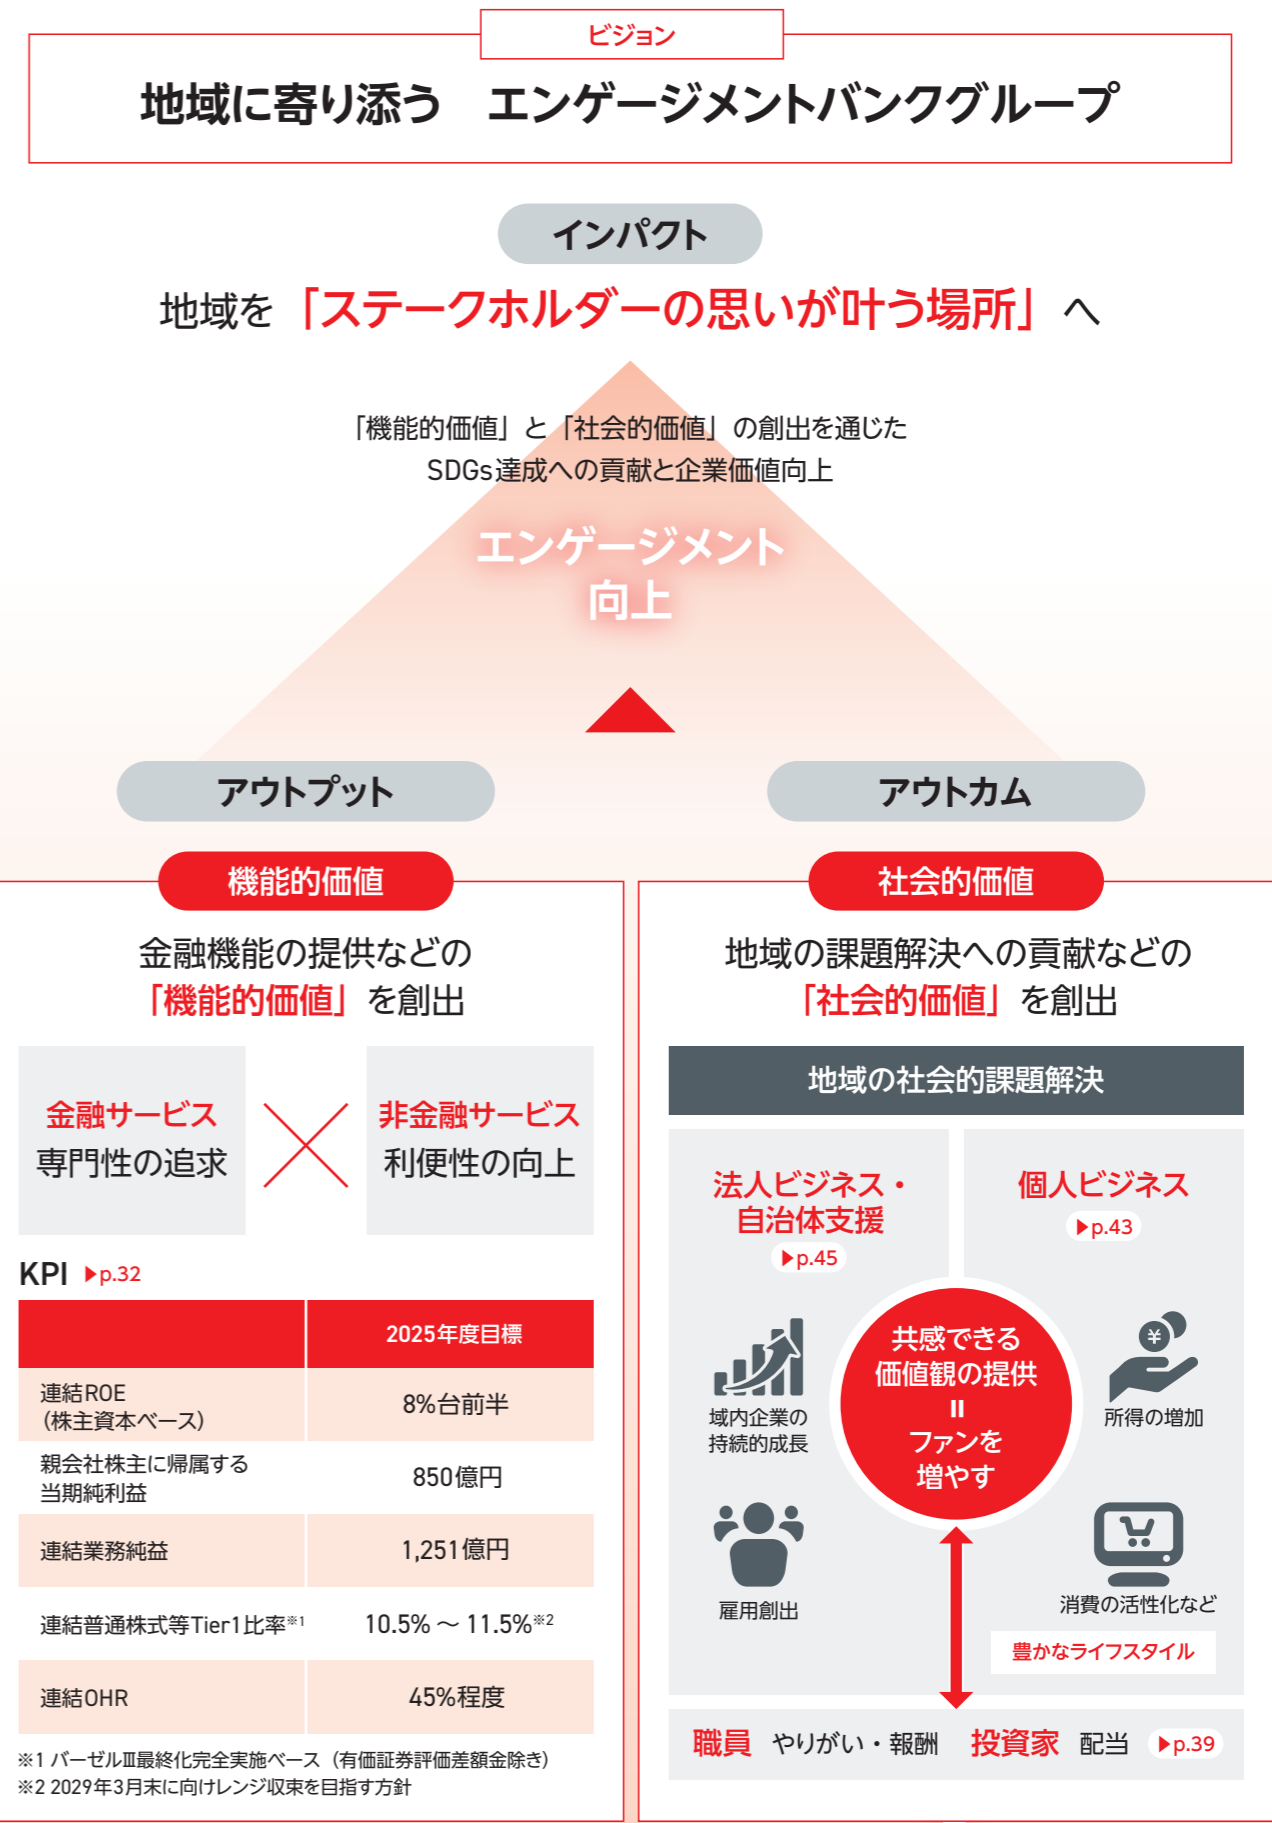 ビジョン
地域に寄り添う　エンゲージメントバンクグループ
インパクト
地域を「ステークホルダーの思いが叶う場所」へ
「機能的価値」と「社会的価値」の創出を通じた
SDGs達成への貢献と企業価値向上
エンゲージメント
向上
アウトプット
機能的価値
金融機能の提供などの
「機能的価値」を創出
金融サービス
専門性の追求
非金融サービス
利便性の向上
KPI ▶p.32
2025年度目標
連結ROE
（株主資本ベース）
8%台前半
親会社株主に帰属する
当期純利益
850億円
連結業務純益
1,251億円
連結普通株式等Tier1比率※1
10.5% ～ 11.5%※2
連結OHR
45%程度
※1 バーゼルⅢ最終化完全実施ベース（有価証券評価差額金除き）
※2 2029年3月末に向けレンジ収束を目指す方針
アウトカム
社会的価値
地域の課題解決への貢献などの
「社会的価値」を創出
地域の社会的課題解決
法人ビジネス・
自治体支援
▶p.45
個人ビジネス
▶p.43
域内企業の
持続的成長
雇用創出
共感できる
価値観の提供
＝
ファンを
増やす
¥
所得の増加
消費の活性化など
豊かなライフスタイル
職員 やりがい・報酬 投資家 配当 ▶p.39